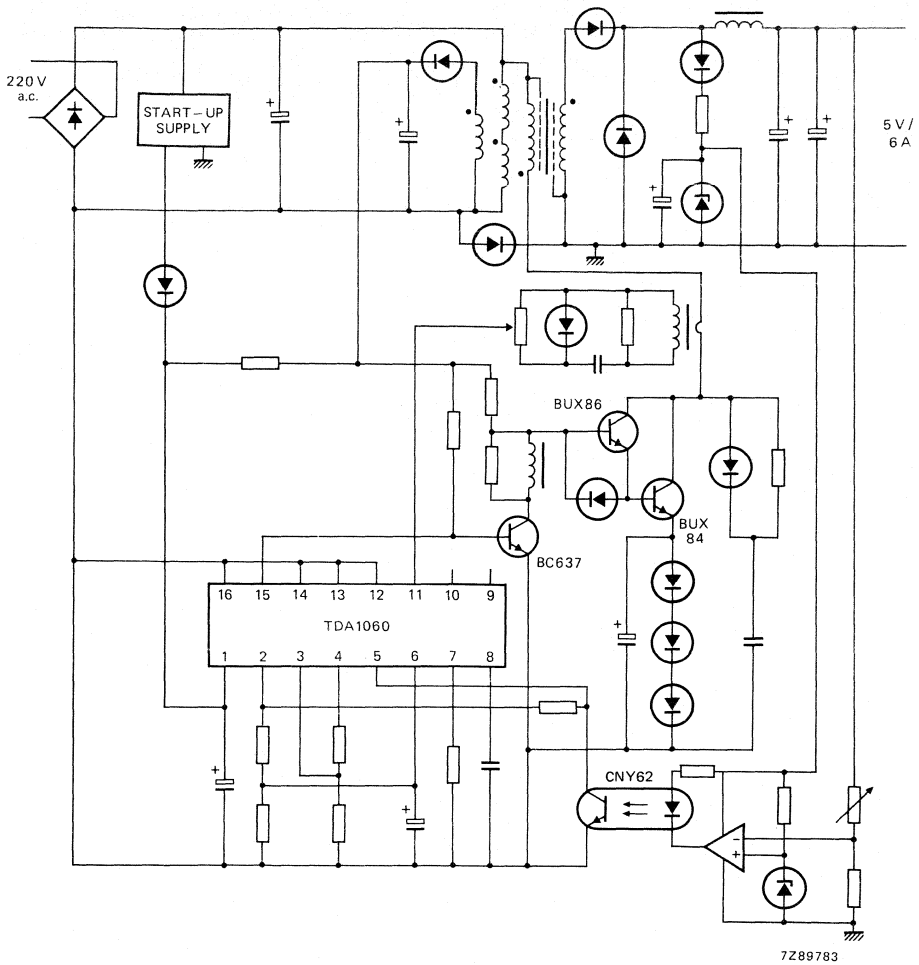 220 V
a.c.
START-UP
SUPPLY
+
+
+
+
+
5 V /
6 A
BUX86
BUX
84
BC637
16 15 14 13 12 11 10 9
TDA1060
1 2 3 4 5 6 7 8
+
+
+
CNY62
-
+
7Z89783